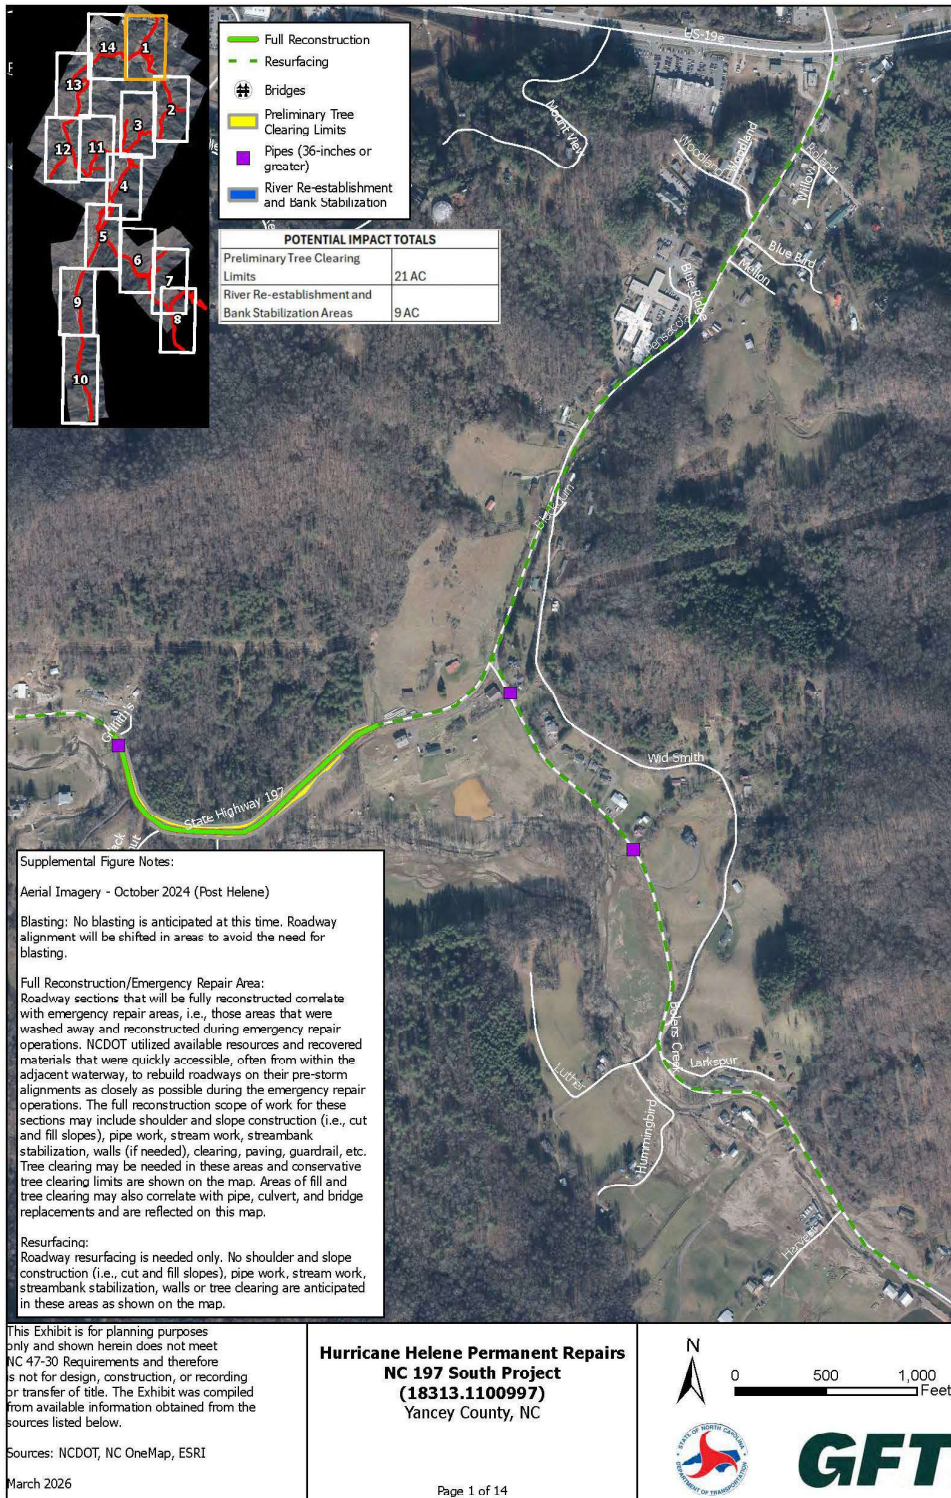 14
1
13
2
3
12
11
4
5
6
7
9
8
10
Full Reconstruction
Resurfacing
Bridges
Preliminary Tree
Clearing Limits
Pipes (36-inches or
greater)
River Re-establishment
and Bank Stabilization
POTENTIAL IMPACT TOTALS
Preliminary Tree Clearing
Limits 21 AC
River Re-establishment and
Bank Stabilization Areas 9 AC
US-19e
Mount View
Woodland
Woodland
Roland
Willow
Blue Bird
Mellon
Blue Ridge
Pensacola
Wid Smith
Griffith's
State Highway 197
Bolens Creek
Larkspur
Luther
Hummingbird
Supplemental Figure Notes:
Aerial Imagery - October 2024 (Post Helene)
Blasting: No blasting is anticipated at this time. Roadway
alignment will be shifted in areas to avoid the need for
blasting.
Full Reconstruction/Emergency Repair Area:
Roadway sections that will be fully reconstructed correlate
with emergency repair areas, i.e., those areas that were
washed away and reconstructed during emergency repair
operations. NCDOT utilized available resources and recovered
materials that were quickly accessible, often from within the
adjacent waterway, to rebuild roadways on their pre-storm
alignments as closely as possible during the emergency repair
operations. The full reconstruction scope of work for these
sections may include shoulder and slope construction (i.e., cut
and fill slopes), pipe work, stream work, streambank
stabilization, walls (if needed), clearing, paving, guardrail, etc.
Tree clearing may be needed in these areas and conservative
tree clearing limits are shown on the map. Areas of fill and
tree clearing may also correlate with pipe, culvert, and bridge
replacements and are reflected on this map.
Resurfacing:
Roadway resurfacing is needed only. No shoulder and slope
construction (i.e., cut and fill slopes), pipe work, stream work,
streambank stabilization, walls or tree clearing are anticipated
in these areas as shown on the map.
This Exhibit is for planning purposes
only and shown herein does not meet
NC 47-30 Requirements and therefore
is not for design, construction, or recording
or transfer of title. The Exhibit was compiled
from available information obtained from the
sources listed below.
Sources: NCDOT, NC OneMap, ESRI
March 2026
Hurricane Helene Permanent Repairs
NC 197 South Project
(18313.1100997)
Yancey County, NC
Page 1 of 14
N
0 500 1,000
Feet
STATE OF NORTH CAROLINA
DEPARTMENT OF TRANSPORTATION
GFT